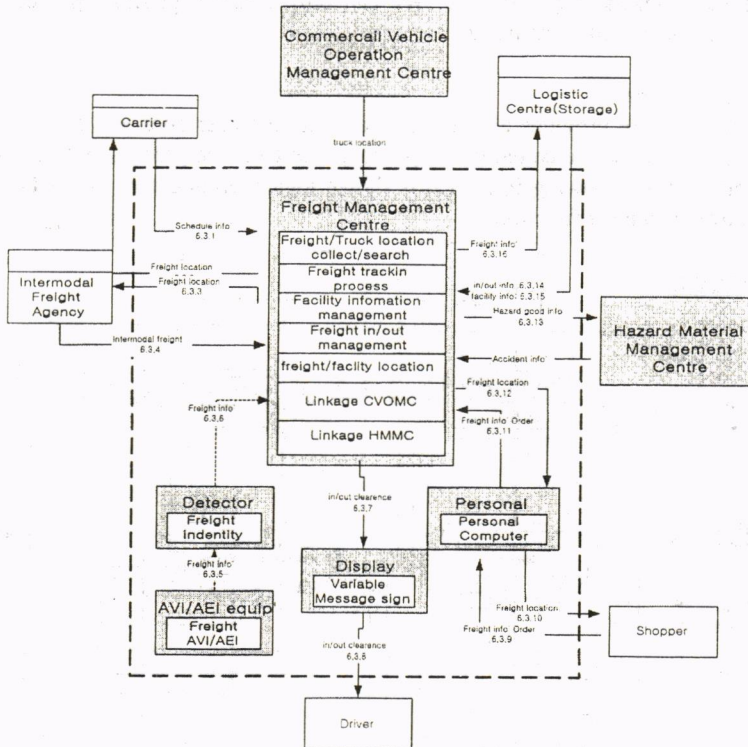 Commercail Vehicle
Operation
Management Centre
Logistic
Centre(Storage)
Carrier
truck location
Freight Management
Centre
Schedule info
6.3.1
Freight/Truck location
collect/search
Freight info'
6.3.16
Freight trackin
process
Freight location
Freight location
6.3.3
Intermodal
Freight
Agency
in/out info: 6.3.14
facility info: 6.3.15
Facility infomation
management
Hazard good info
6.3.13
Hazard Material
Management
Centre
Freight in/out
management
Intermodal freight
6.3.4
Accident info'
freight/facility location
Freight location
6.3.12
Linkage CVOMC
Freight info' Order
6.3.11
Freight info'
6.3.6
Linkage HMMC
in/out clearence
6.3.7
Detector
Freight
Indentity
Personal
Personal
Computer
Freight info'
6.3.5
Display
Variable
Message sign
AVI/AEI equip'
Freight
AVI/AEI
Freight location
6.3.10
Freight info' Order
6.3.9
Shopper
in/out clearence
6.3.8
Driver